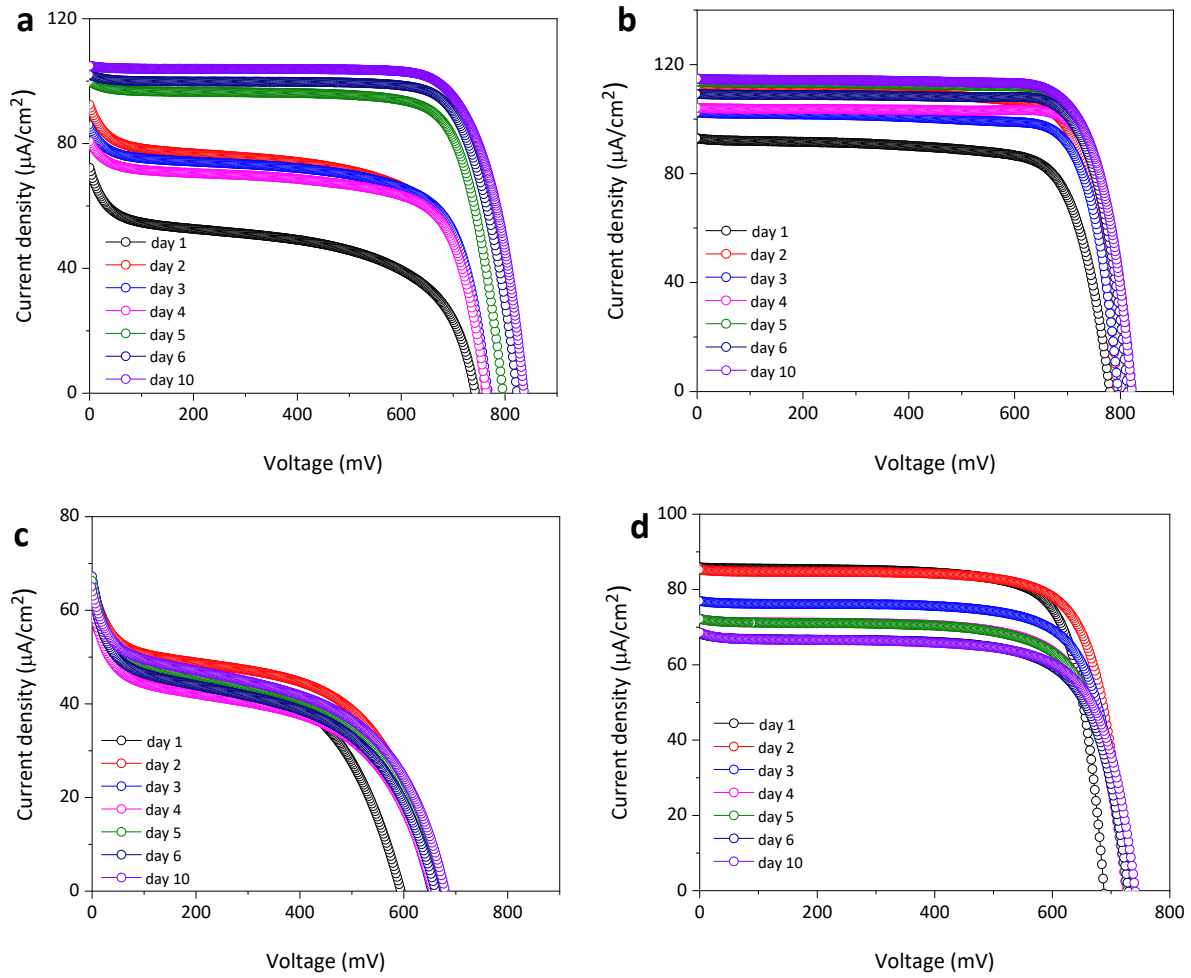 a
Current density (µA/cm²)
120
80
40
0
day 1
day 2
day 3
day 4
day 5
day 6
day 10
0 200 400 600 800
Voltage (mV)
b
Current density (µA/cm²)
120
80
40
0
day 1
day 2
day 3
day 4
day 5
day 6
day 10
0 200 400 600 800
Voltage (mV)
c
Current density (µA/cm²)
80
60
40
20
0
day 1
day 2
day 3
day 4
day 5
day 6
day 10
0 200 400 600 800
Voltage (mV)
d
Current density (µA/cm²)
100
80
60
40
20
0
day 1
day 2
day 3
day 4
day 5
day 6
day 10
0 200 400 600 800
Voltage (mV)